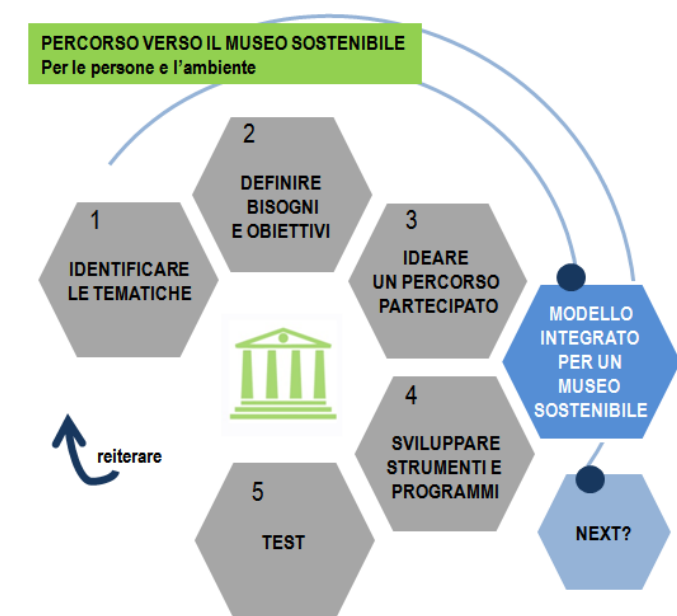 PERCORSO VERSO IL MUSEO SOSTENIBILE
Per le persone e l'ambiente
1
IDENTIFICARE
LE TEMATICHE
2
DEFINIRE
BISOGNI
E OBIETTIVI
3
IDEARE
UN PERCORSO
PARTECIPATO
4
SVILUPPARE
STRUMENTI E
PROGRAMMI
5
TEST
reiterare
MODELLO
INTEGRATO
PER UN
MUSEO
SOSTENIBILE
NEXT?